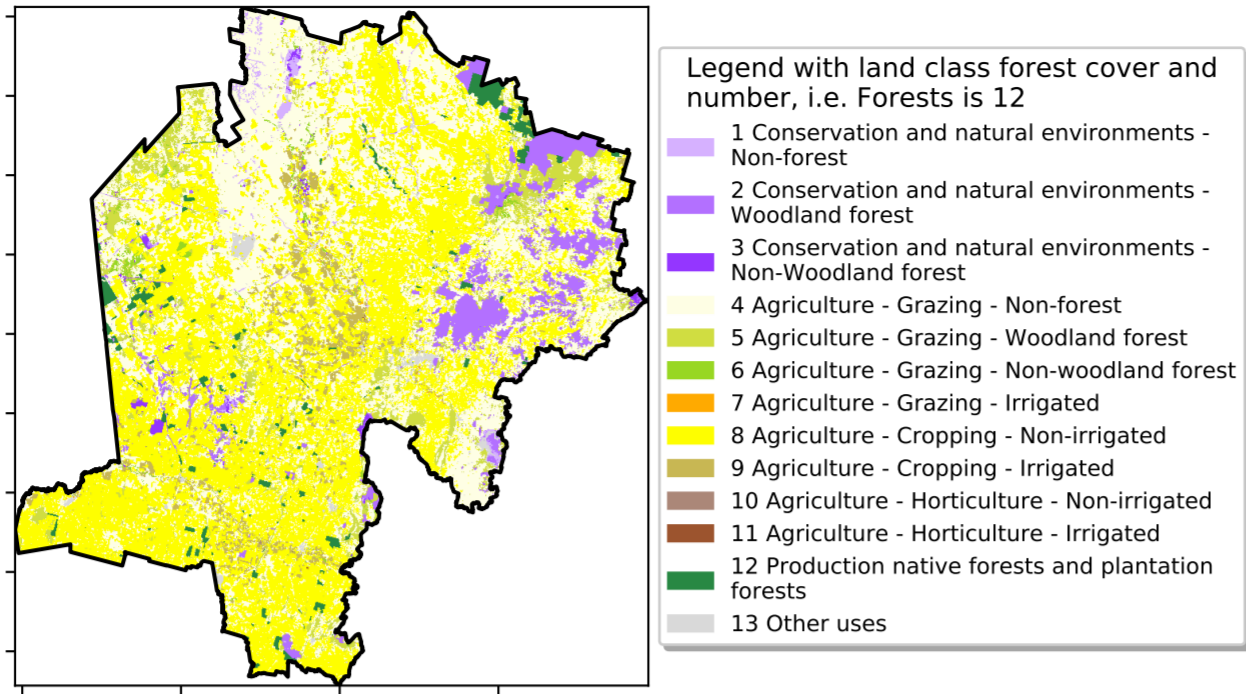 Legend with land class forest cover and
number, i.e. Forests is 12
1 Conservation and natural environments -
Non-forest
2 Conservation and natural environments -
Woodland forest
3 Conservation and natural environments -
Non-Woodland forest
4 Agriculture - Grazing - Non-forest
5 Agriculture - Grazing - Woodland forest
6 Agriculture - Grazing - Non-woodland forest
7 Agriculture - Grazing - Irrigated
8 Agriculture - Cropping - Non-irrigated
9 Agriculture - Cropping - Irrigated
10 Agriculture - Horticulture - Non-irrigated
11 Agriculture - Horticulture - Irrigated
12 Production native forests and plantation
forests
13 Other uses